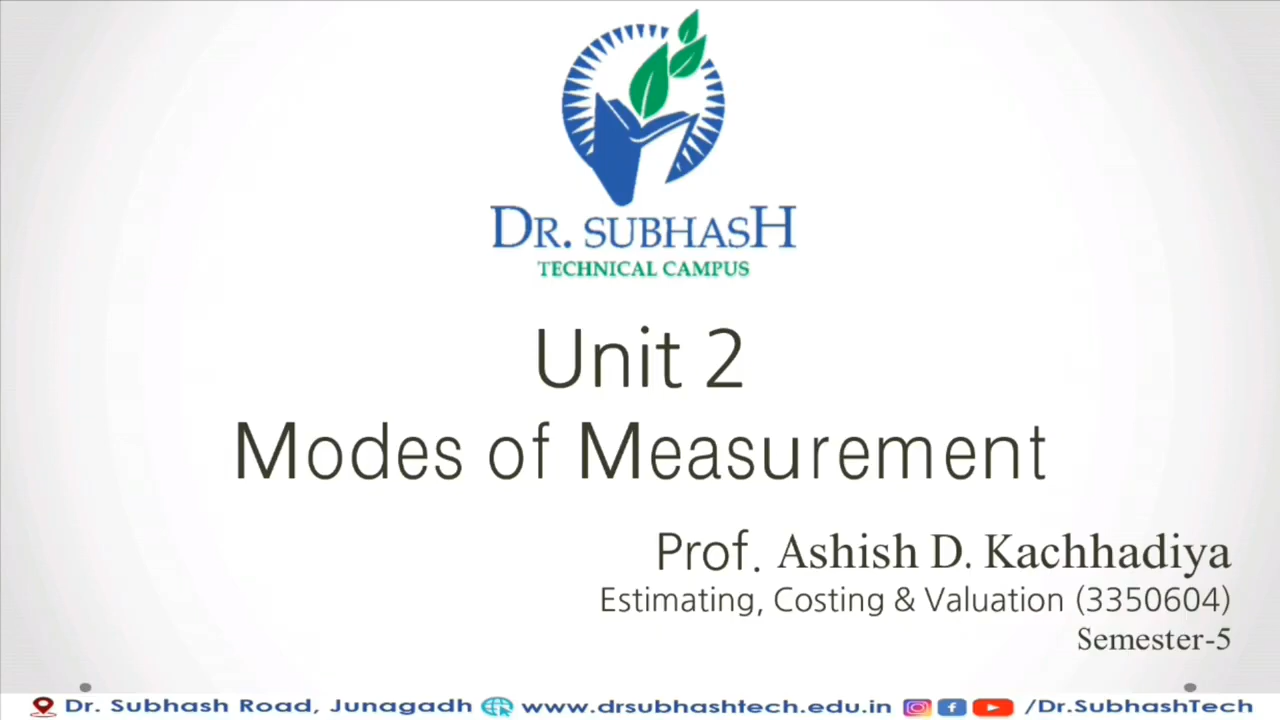 DR. SUBHASH
TECHNICAL CAMPUS
Unit 2
Modes of Measurement
Prof. Ashish D. Kachhadiya
Estimating, Costing & Valuation (3350604)
Semester-5
Dr. Subhash Road, Junagadh www.drsubhashtech.edu.in /Dr.SubhashTech